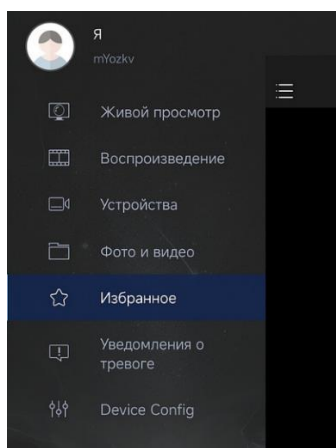 Я
mYozkv
Живой просмотр
Воспроизведение
Устройства
Фото и видео
Избранное
Уведомления о
тревоге
Device Config